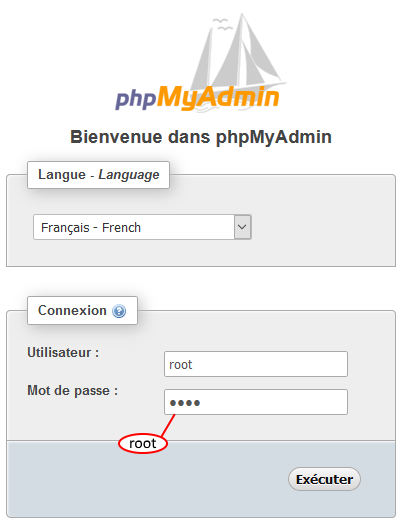 phpMyAdmin
Bienvenue dans phpMyAdmin
Langue - Language
Français - French
Connexion ?
Utilisateur :
root
Mot de passe :
••••
root
Exécuter